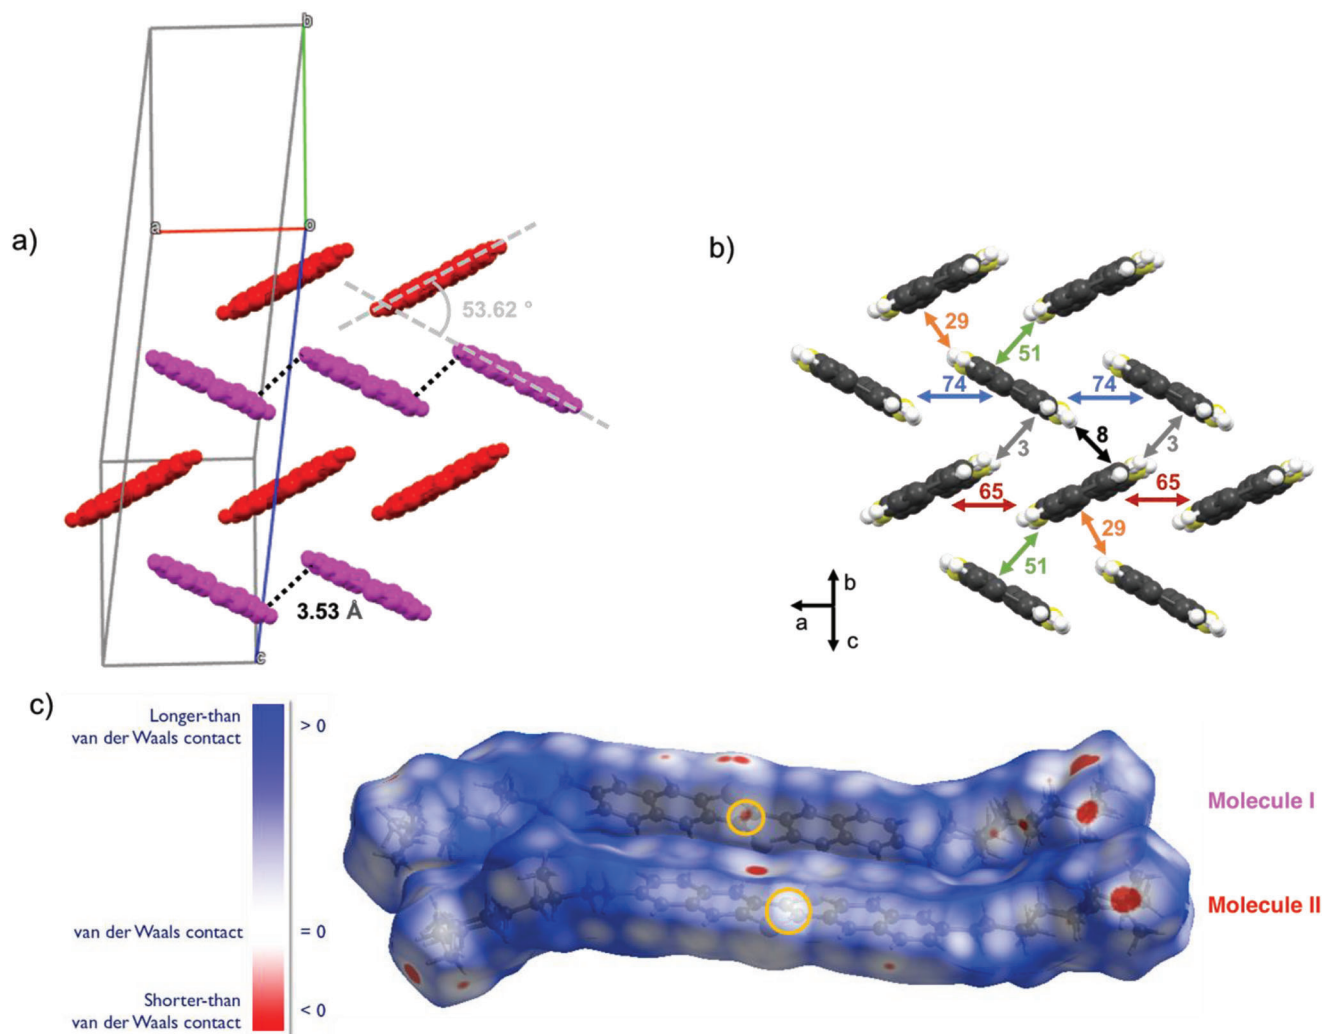 a)
b
a
o
53.62 °
3.53 Å
c
b)
29
51
74
74
8
3
3
65
65
29
51
b
a
c
c)
Longer-than
van der Waals contact
> 0
van der Waals contact
= 0
Shorter-than
van der Waals contact
< 0
Molecule I
Molecule II